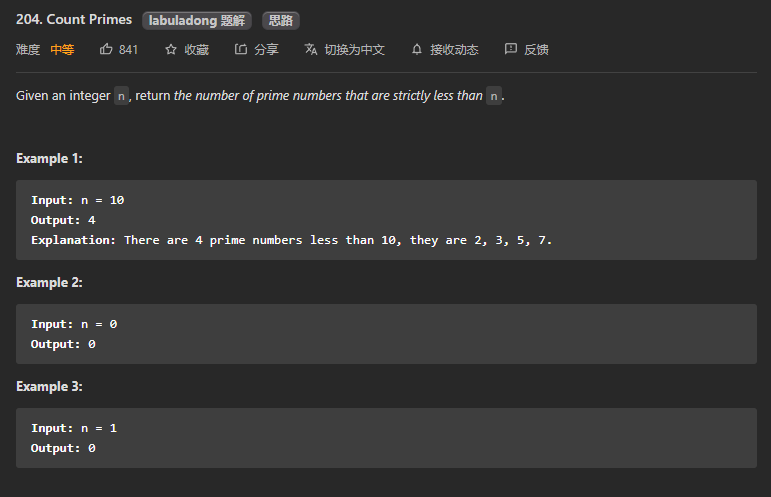 204. Count Primes labuladong 题解 思路
难度 中等 841 收藏 分享 切换为中文 接收动态 反馈
Given an integer n, return the number of prime numbers that are strictly less than n.
Example 1:
Input: n = 10
Output: 4
Explanation: There are 4 prime numbers less than 10, they are 2, 3, 5, 7.
Example 2:
Input: n = 0
Output: 0
Example 3:
Input: n = 1
Output: 0